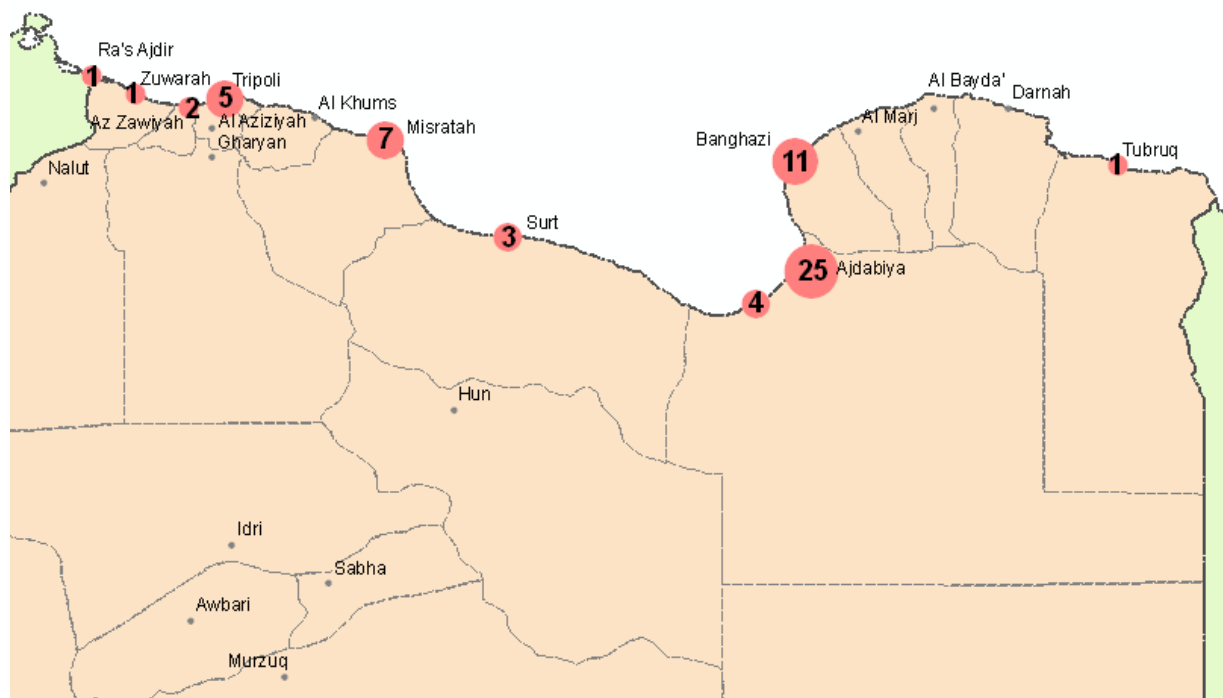 Ra's Ajdir
1
Zuwarah
1
Tripoli
5
2
Az Zawiyah
Al Aziziyah
Gharyan
Al Khums
Misratah
7
Nalut
Surt
3
Banghazi
11
Al Marj
Al Bayda'
Darnah
Tubruq
1
25
Ajdabiya
4
Hun
Idri
Sabha
Awbari
Murzuq